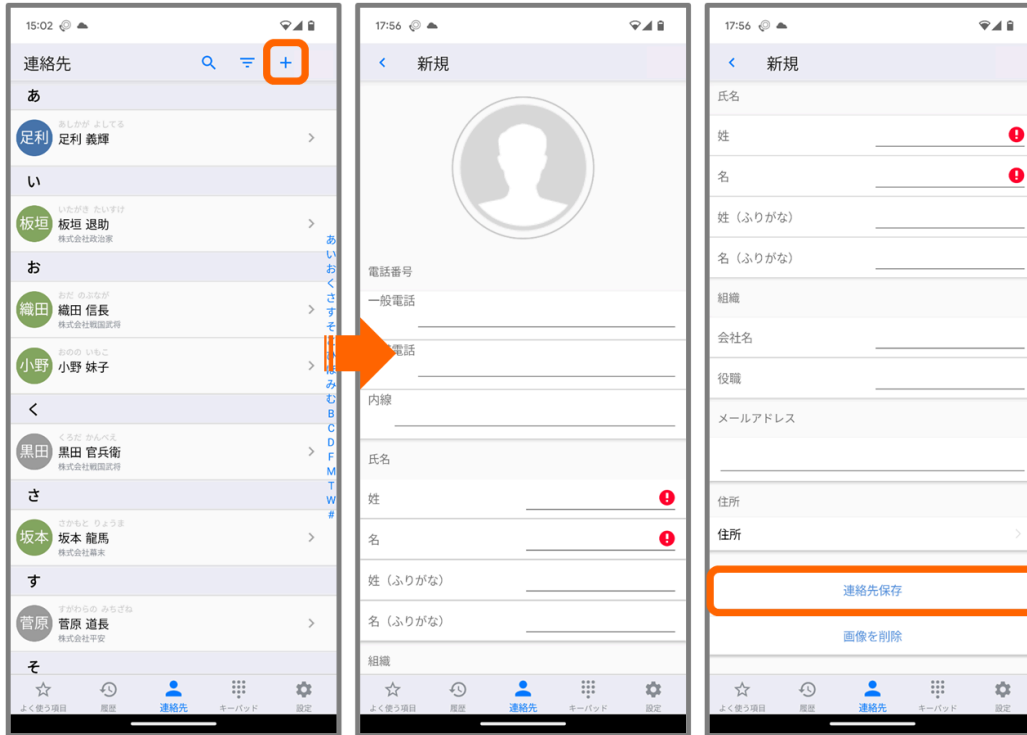 15:02
連絡先
あ
あしかが よしてる
足利
足利 義輝
い
いたがき たいすけ
板垣
板垣 退助
株式会社政治家
お
おだ のぶなが
織田
織田 信長
株式会社戦国武将
おのの いもこ
小野
小野 妹子
く
くろだ かんべえ
黒田
黒田 官兵衛
株式会社戦国武将
さ
さかもと りょうま
坂本
坂本 龍馬
株式会社幕末
す
すがわらの みちざね
菅原
菅原 道長
株式会社平安
そ
あ
い
お
く
さ
す
そ
み
む
B
C
D
F
M
T
W
#
よく使う項目
履歴
連絡先
キーパッド
設定
17:56
新規
電話番号
一般電話
電話
内線
氏名
姓
名
姓（ふりがな）
名（ふりがな）
組織
よく使う項目
履歴
連絡先
キーパッド
設定
17:56
新規
氏名
姓
名
姓（ふりがな）
名（ふりがな）
組織
会社名
役職
メールアドレス
住所
住所
連絡先保存
画像を削除
よく使う項目
履歴
連絡先
キーパッド
設定